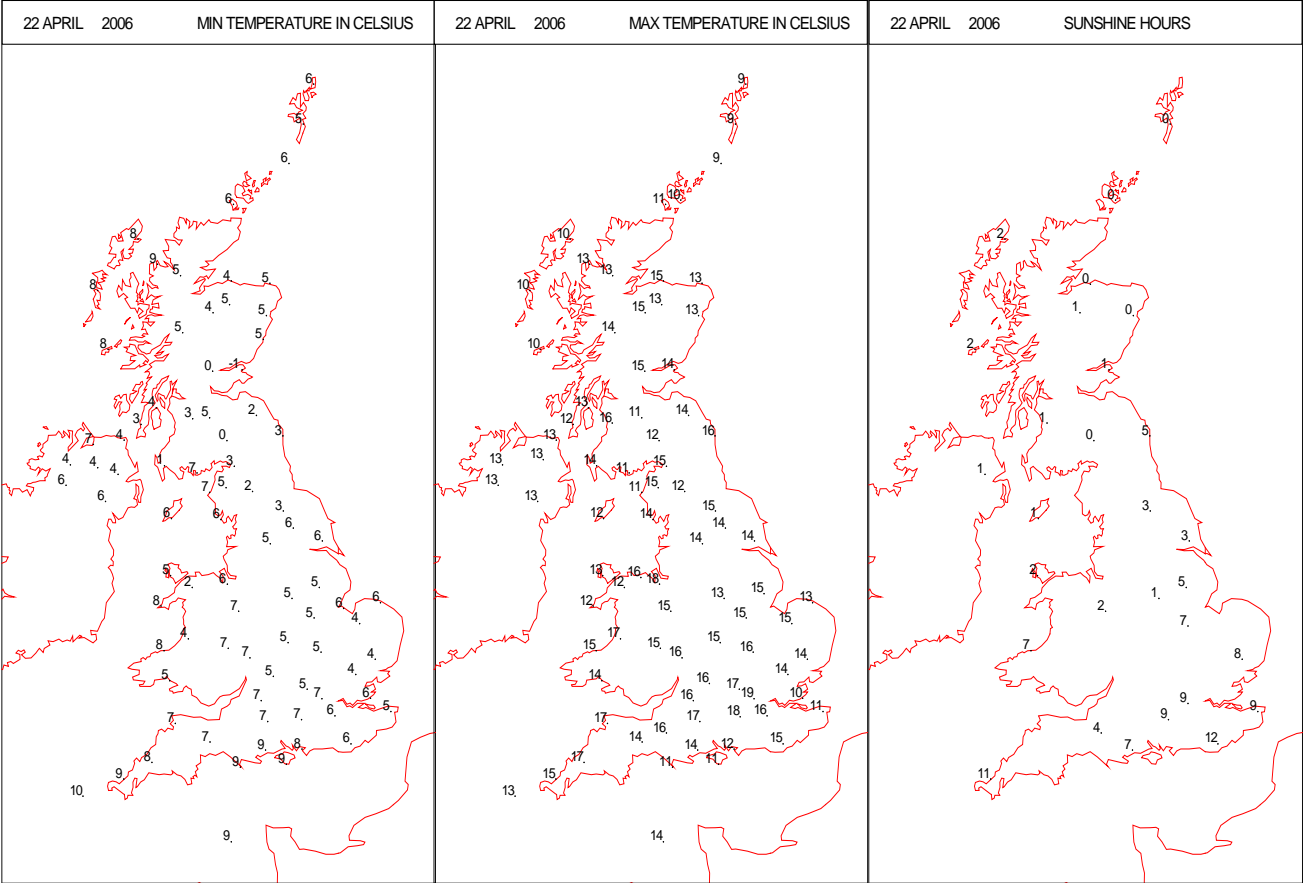 22 APRIL 2006 MIN TEMPERATURE IN CELSIUS
6
5
6
6
8
9
5
8 4 5
5
4 5
5 5
8
0 -1
4
3 3 5 2
7 4 0 3
4 4 4 1 7 3
6 7 5 2
6
6 6 3
6
5 6
5 2 6 5
8 7 5 6 6
5 4
4 5
8 7 7 5 4
5 5 4
7 5 7 6
7 7 7 6 5
7 9 8 6
8 9 9
9
10
9
22 APRIL 2006 MAX TEMPERATURE IN CELSIUS
9
9
9
11 10
10
13
13
10 15 13
15 13 13
14
10
15 14
13
12 16 11 14
13 12 16
13 13 14 11 15
13 11 15 12
13
12 14 15
14
14 14
13 12 16 18 15
12 15 13 13
15 15
17 15
15 15 16 16 14
14 16 14
16 17 19 10
17 16 17 18 16 11
14 14 12 15
17 11 11
15
13
14
22 APRIL 2006 SUNSHINE HOURS
0
0
2
0
1 0
2
1
1
0 5
1
1 3
3
2 5
2 1
7
7 8
9
9 9
4 7 12
11